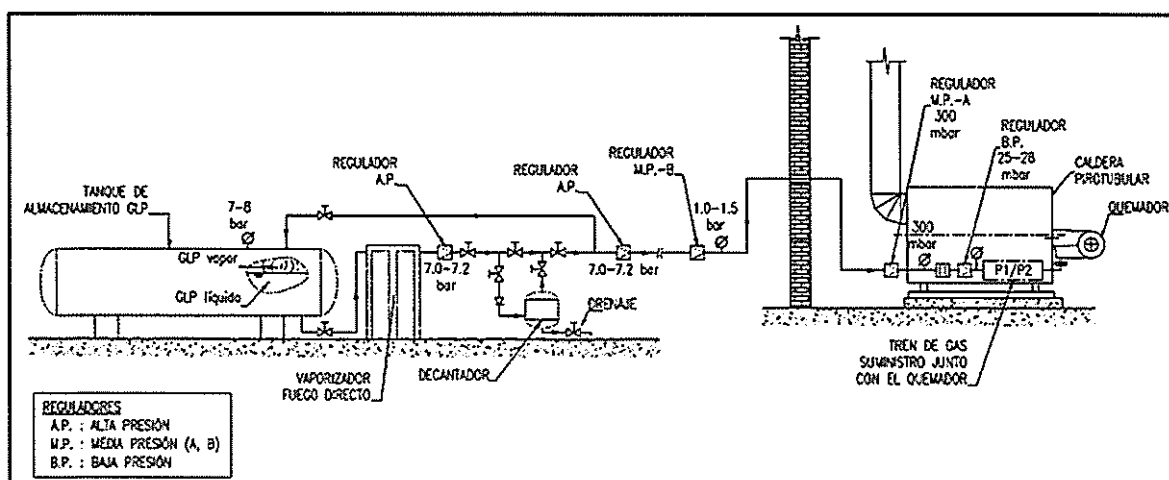 TANQUE DE
ALMACENAMIENTO GLP
7-8
bar
GLP vapor
GLP líquido
REGULADOR
A.P.
7.0-7.2
bar
VAPORIZADOR
FUEGO DIRECTO
DECANTADOR
DRENAJE
REGULADOR
A.P.
7.0-7.2 bar
REGULADOR
M.P.-B
1.0-1.5
bar
REGULADOR
M.P.-A
300
mbar
REGULADOR
B.P.
25-28
mbar
CALDERA
PIROTUBULAR
QUEMADOR
300
mbar
P1/P2
TRÉN DE GAS
SUMINISTRO JUNTO
CON EL QUEMADOR
REGULADORES
A.P. : ALTA PRESIÓN
M.P. : MEDIA PRESIÓN (A, B)
B.P. : BAJA PRESIÓN